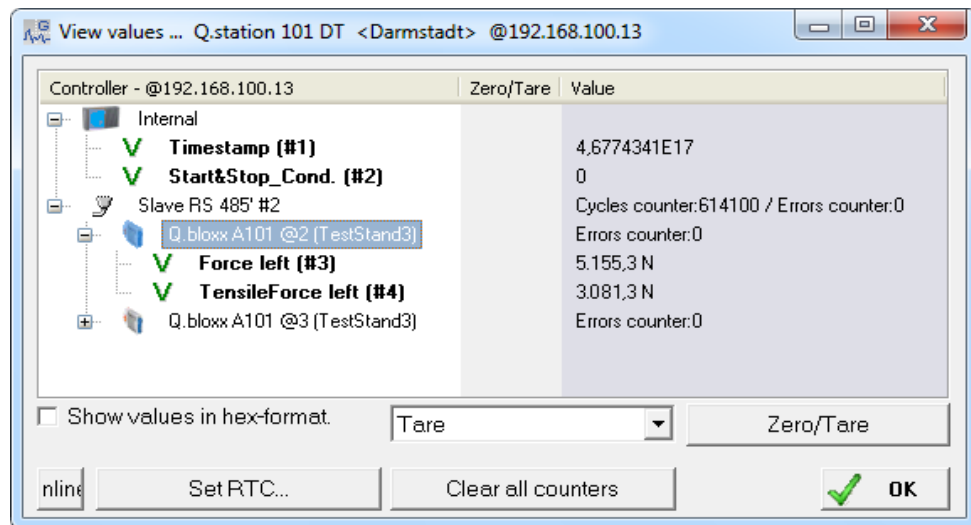 View values ... Q.station 101 DT <Darmstadt> @192.168.100.13
Controller - @192.168.100.13 Zero/Tare Value
Internal
Timestamp (#1) 4,6774341E17
Start&Stop_Cond. (#2) 0
Slave RS 485' #2 Cycles counter:614100 / Errors counter:0
Q.bloxx A101 @2 (TestStand3) Errors counter:0
Force left (#3) 5.155,3 N
TensileForce left (#4) 3.081,3 N
Q.bloxx A101 @3 (TestStand3) Errors counter:0
Show values in hex-format. Tare Zero/Tare
nline Set RTC... Clear all counters OK